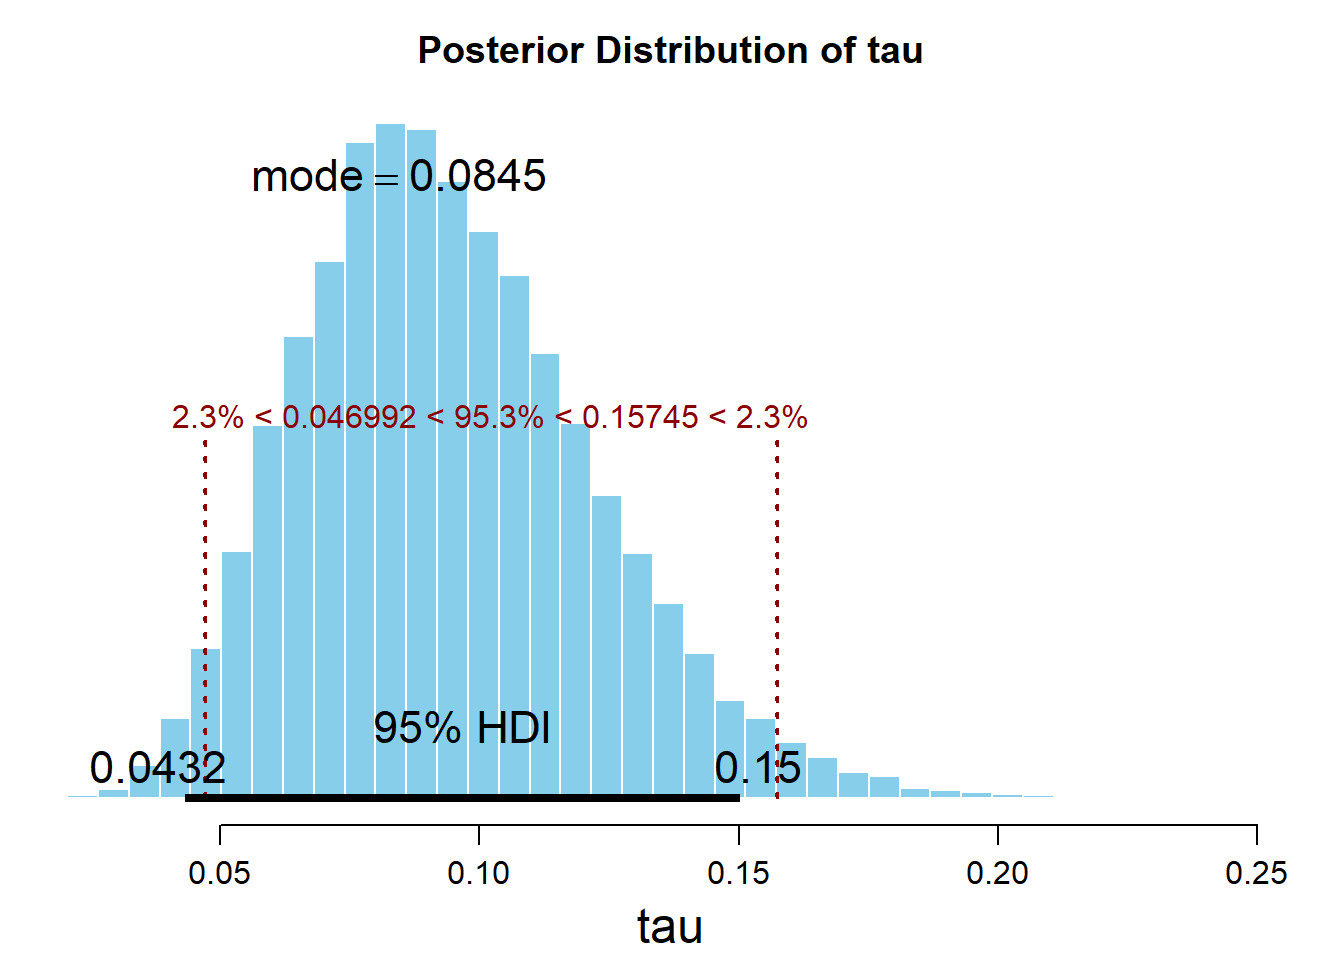 Posterior Distribution of tau
mode = 0.0845
2.3% < 0.046992 < 95.3% < 0.15745 < 2.3%
95% HDI
0.0432 0.15
0.05 0.10 0.15 0.20 0.25
tau